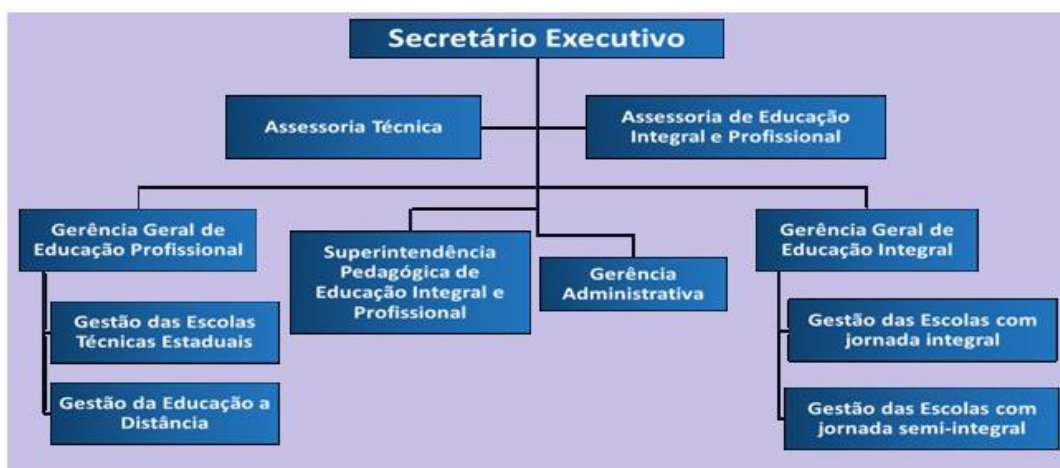 Secretário Executivo
Assessoria Técnica
Assessoria de Educação
Integral e Profissional
Gerência Geral de
Educação Profissional
Superintendência
Pedagógica de
Educação Integral e
Profissional
Gerência
Administrativa
Gerência Geral de
Educação Integral
Gestão das Escolas
Técnicas Estaduais
Gestão da Educação a
Distância
Gestão das Escolas com
jornada integral
Gestão das Escolas com
jornada semi-integral